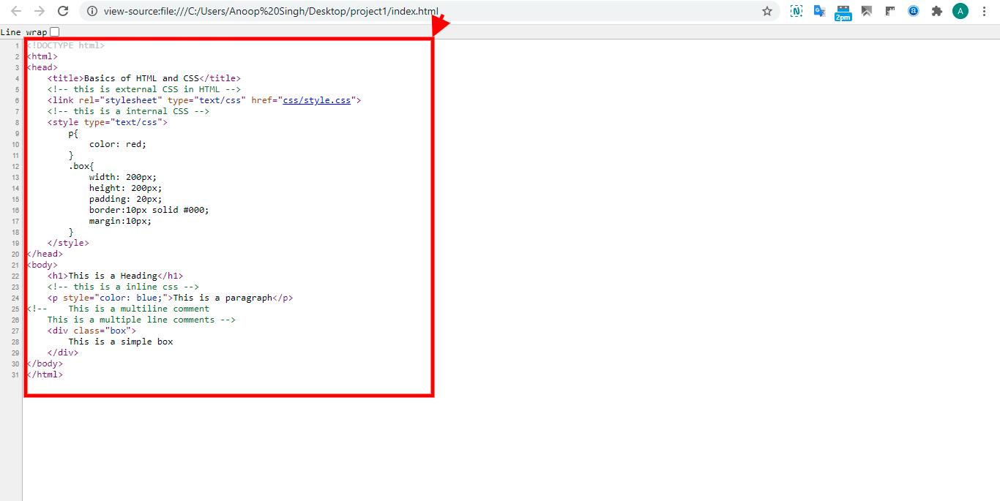 view-source:file:///C:/Users/Anoop%20Singh/Desktop/project1/index.html
N
G
2pm
a
A
Line wrap
1 <!DOCTYPE html>
2 <html>
3 <head>
4     <title>Basics of HTML and CSS</title>
5     <!-- this is external CSS in HTML -->
6     <link rel="stylesheet" type="text/css" href="css/style.css">
7     <!-- this is a internal CSS -->
8     <style type="text/css">
9         p{
10             color: red;
11         }
12         .box{
13             width: 200px;
14             height: 200px;
15             padding: 20px;
16             border:10px solid #000;
17             margin:10px;
18         }
19     </style>
20 </head>
21 <body>
22     <h1>This is a Heading</h1>
23     <!-- this is a inline css -->
24     <p style="color: blue;">This is a paragraph</p>
25 <!--    This is a multiline comment
26     This is a multiple line comments -->
27     <div class="box">
28         This is a simple box
29     </div>
30 </body>
31 </html>